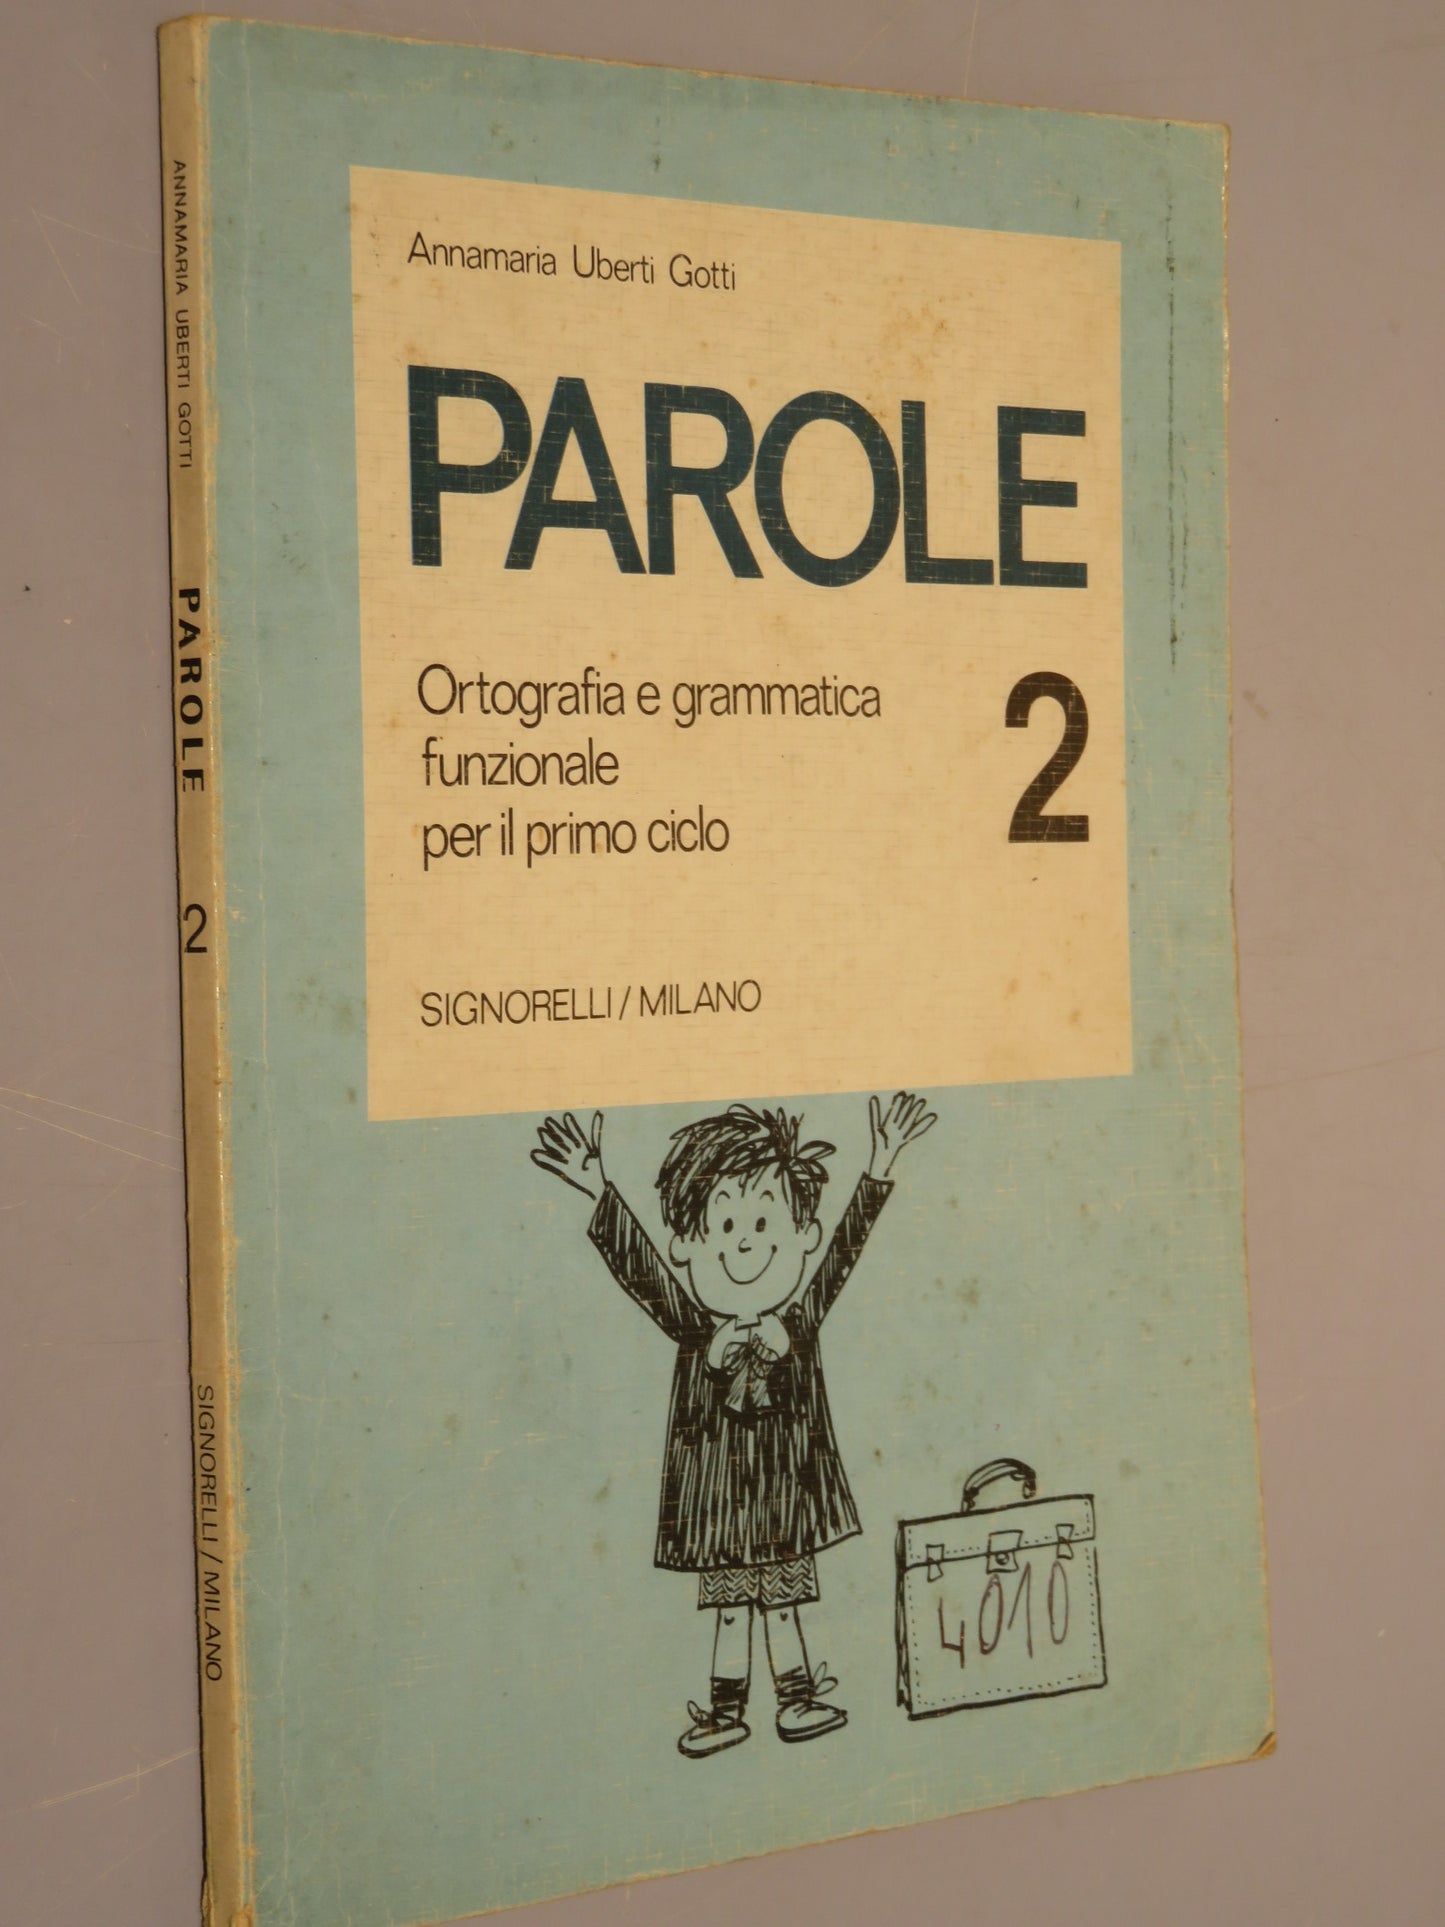 ANNAMARIA UBERTI GOTTI
PAROLE
2
SIGNORELLI / MILANO
Annamaria Uberti Gotti
PAROLE
Ortografia e grammatica
funzionale
per il primo ciclo
2
SIGNORELLI / MILANO
4010